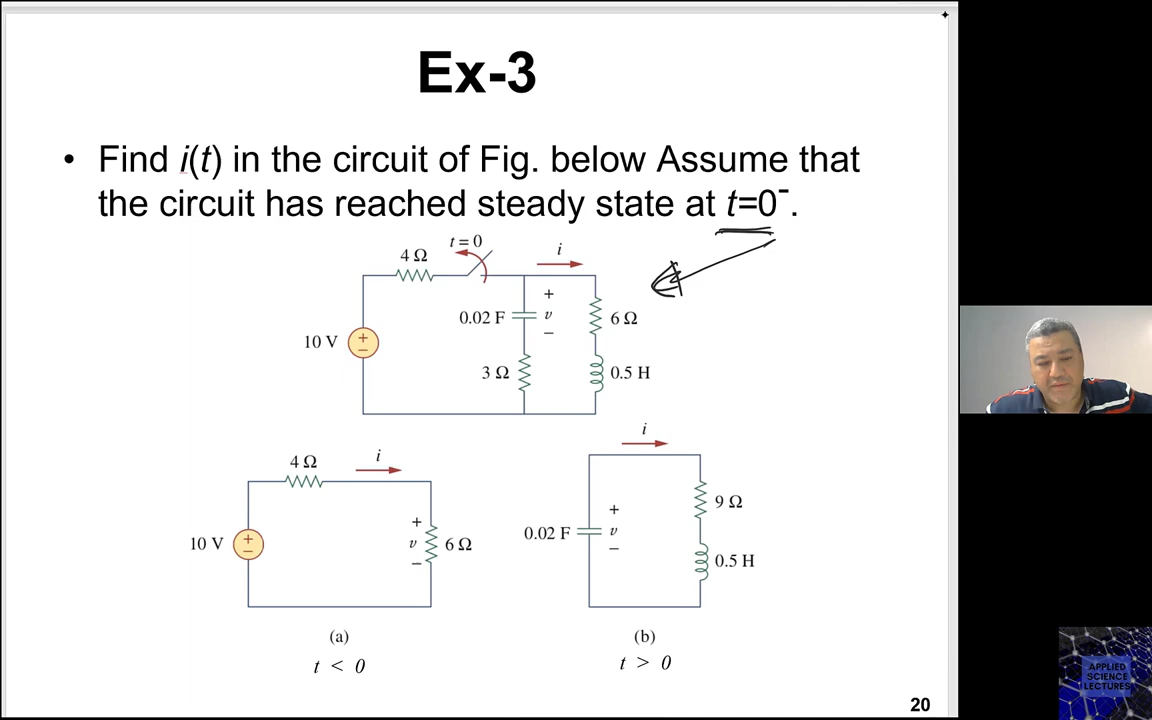 Ex-3
• Find i(t) in the circuit of Fig. below Assume that
the circuit has reached steady state at t=0⁻.
t = 0
4 Ω
i
+
0.02 F
v
6 Ω
−
10 V
+
−
3 Ω
0.5 H
i
4 Ω
i
+
9 Ω
+
10 V
+
−
v
6 Ω
−
0.02 F
v
−
0.5 H
(a)
(b)
t < 0
t > 0
APPLIED
SCIENCE
LECTURES
20